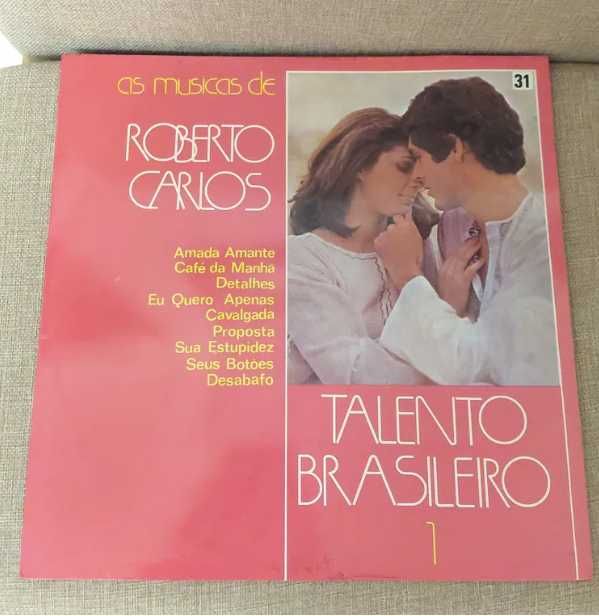 as musicas de
ROBERTO
CARLOS
Amada Amante
Café da Manha
Detalhes
Eu Quero Apenas
Cavalgada
Proposta
Sua Estupidez
Seus Botoes
Desabafo
31
TALENTO
BRASILEIRO
1